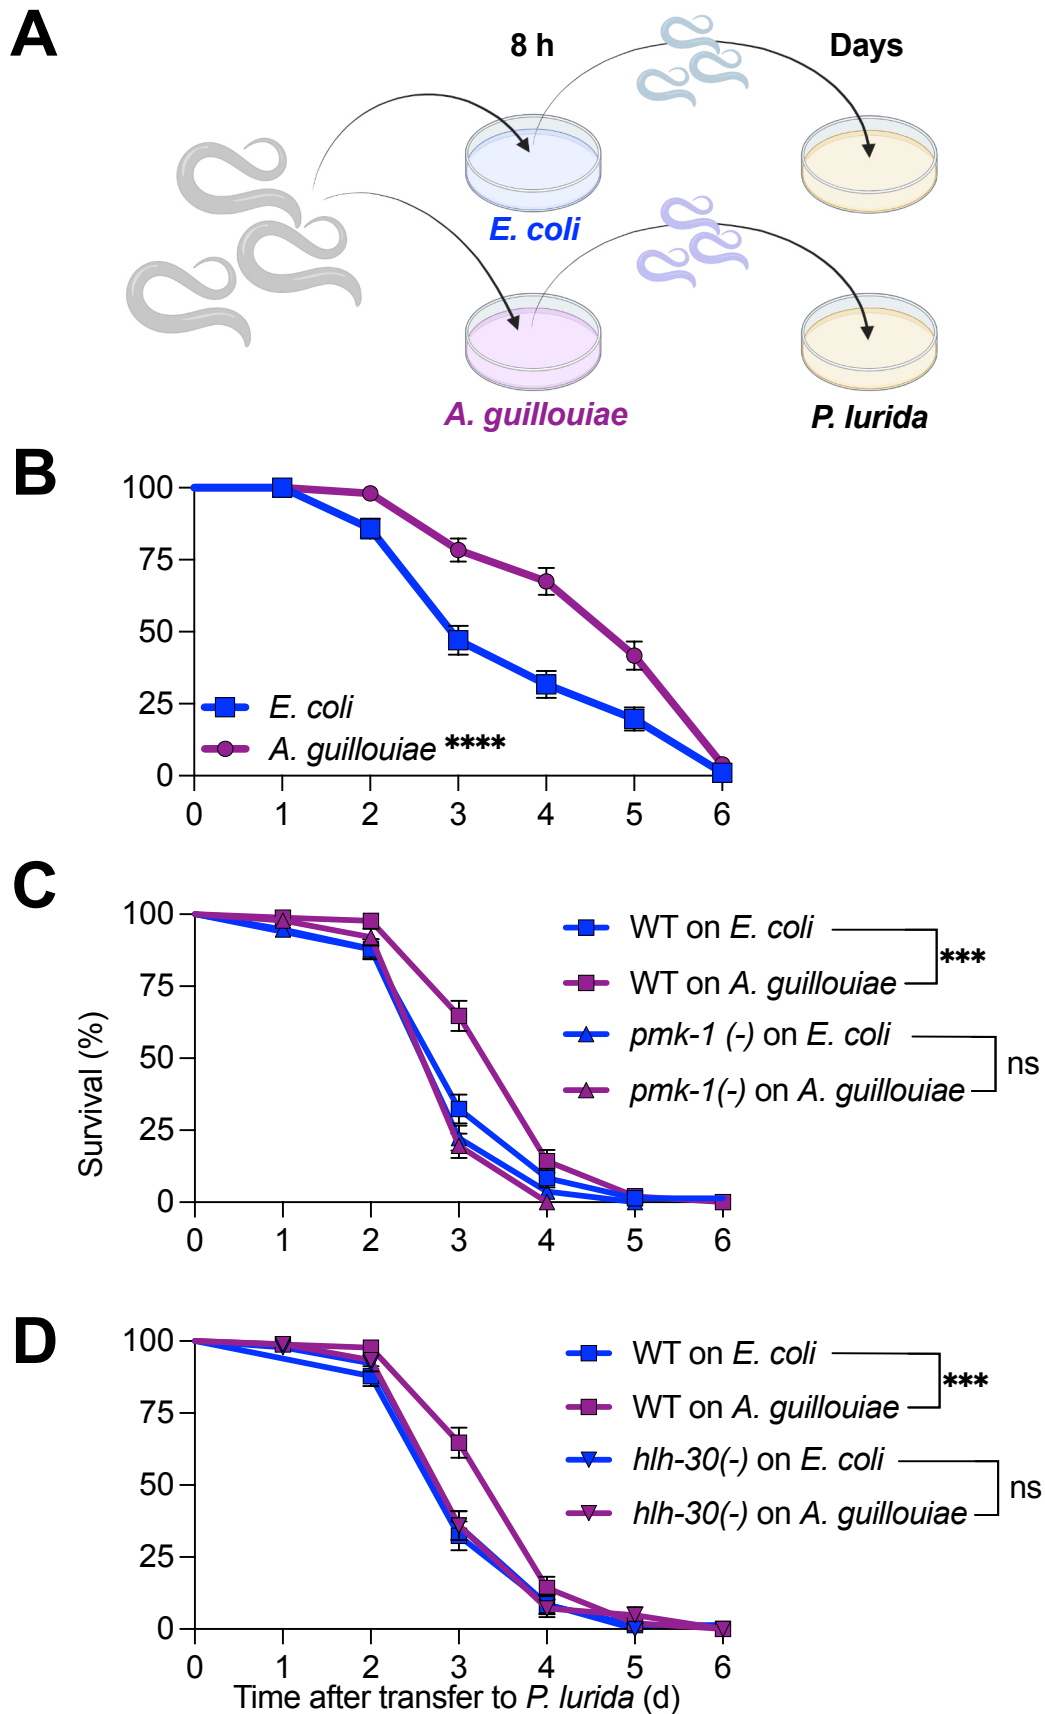 A
8 h
Days
E. coli
A. guillouiae
P. lurida
B
100
75
50
25
0
E. coli
A. guillouiae ****
0 1 2 3 4 5 6
C
Survival (%)
100
75
50
25
0
WT on E. coli
WT on A. guillouiae
***
pmk-1 (-) on E. coli
pmk-1(-) on A. guillouiae
ns
0 1 2 3 4 5 6
D
100
75
50
25
0
WT on E. coli
WT on A. guillouiae
***
hlh-30(-) on E. coli
hlh-30(-) on A. guillouiae
ns
0 1 2 3 4 5 6
Time after transfer to P. lurida (d)